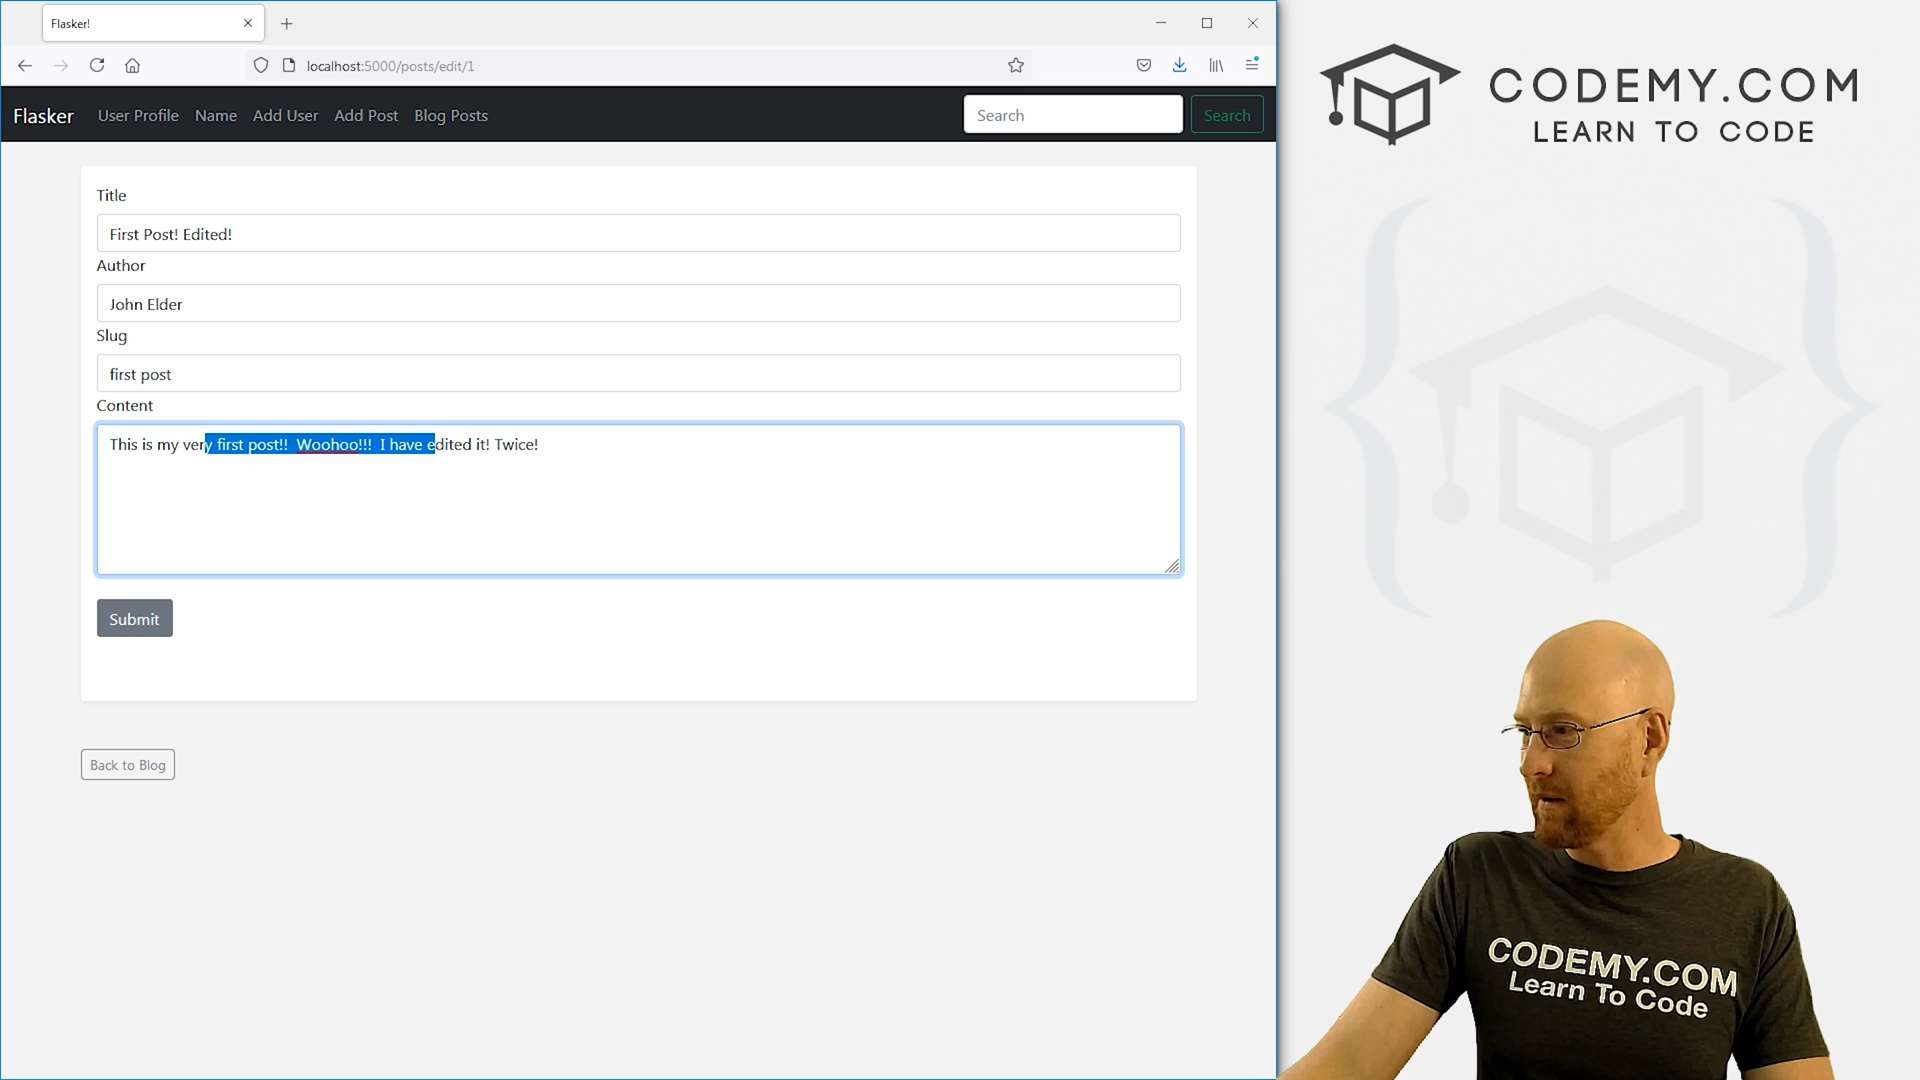 Flasker!
localhost:5000/posts/edit/1
Flasker User Profile Name Add User Add Post Blog Posts Search Search
Title
First Post! Edited!
Author
John Elder
Slug
first post
Content
This is my very first post!!  Woohoo!!!  I have edited it! Twice!
Submit
Back to Blog
CODEMY.COM
LEARN TO CODE
CODEMY.COM
Learn To Code